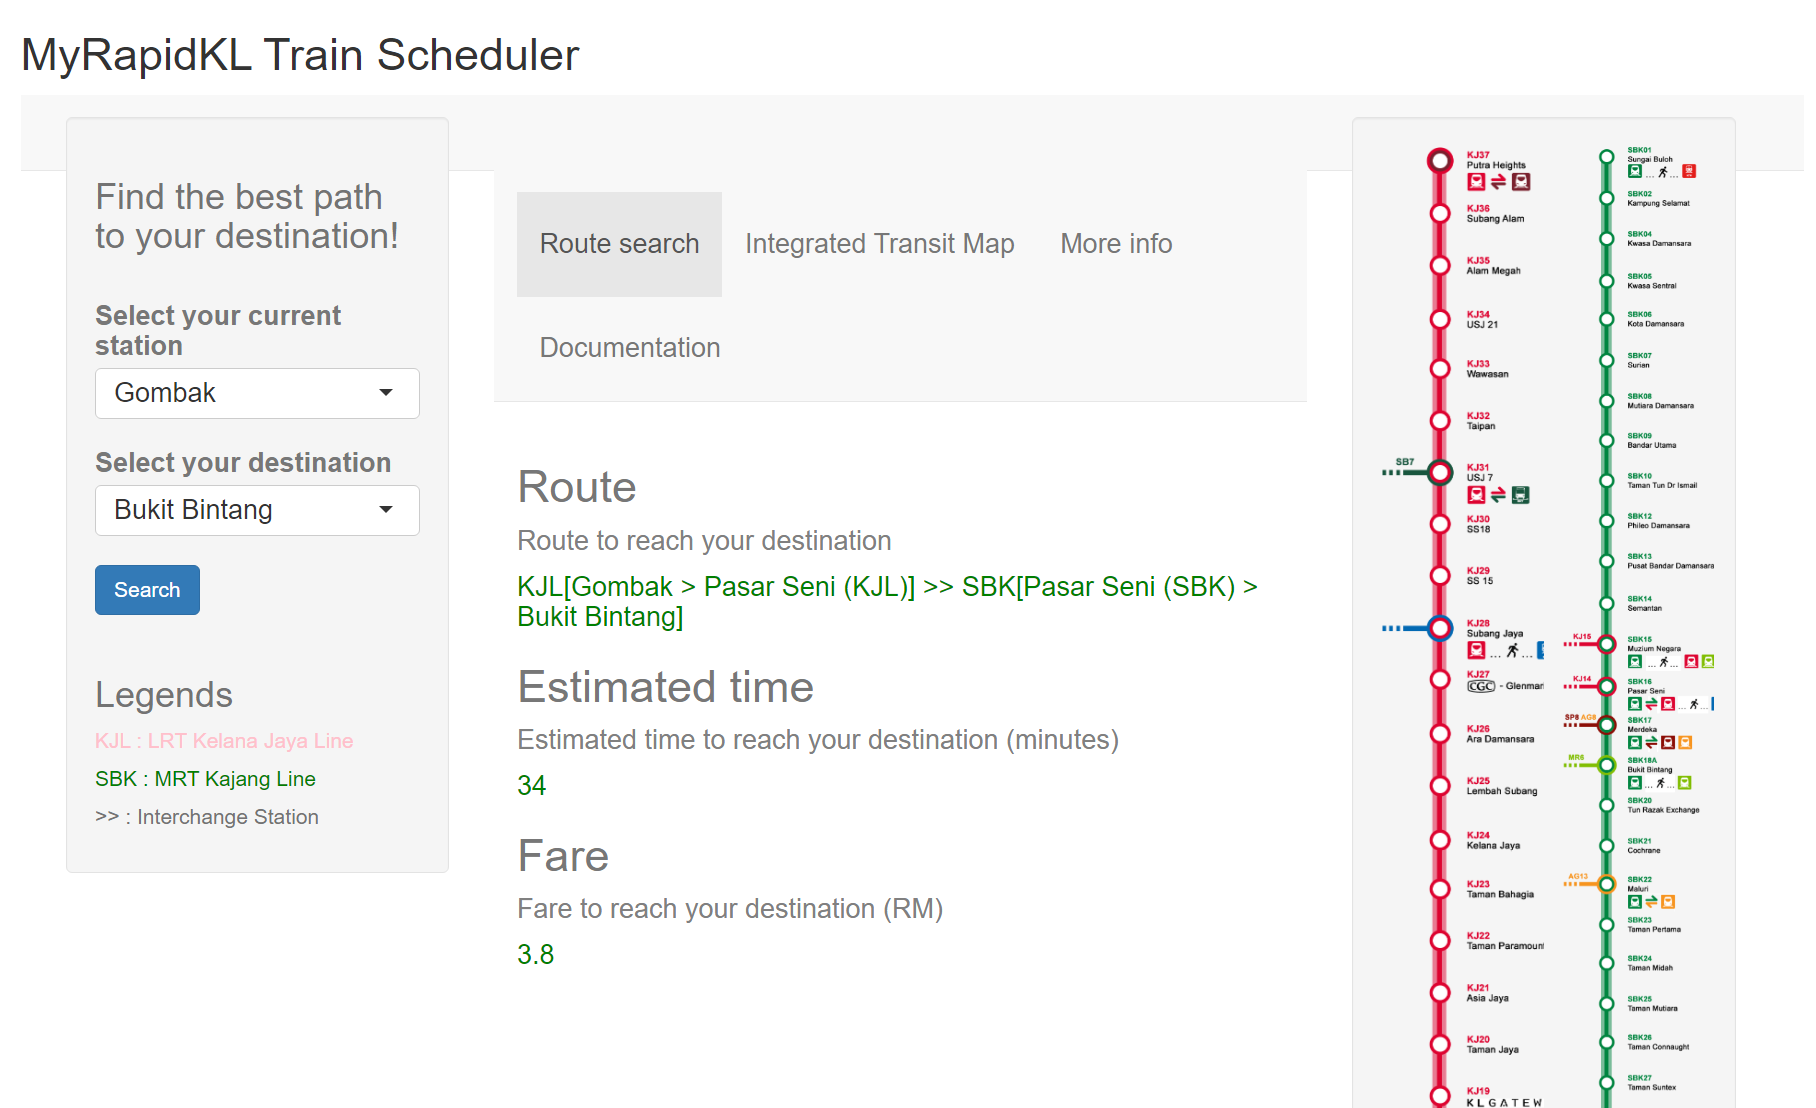 MyRapidKL Train Scheduler
Find the best path
to your destination!
Select your current
station
Gombak
Select your destination
Bukit Bintang
Search
Legends
KJL : LRT Kelana Jaya Line
SBK : MRT Kajang Line
>> : Interchange Station
Route search
Integrated Transit Map
More info
Documentation
Route
Route to reach your destination
KJL[Gombak > Pasar Seni (KJL)] >> SBK[Pasar Seni (SBK) >
Bukit Bintang]
Estimated time
Estimated time to reach your destination (minutes)
34
Fare
Fare to reach your destination (RM)
3.8
KJ37
Putra Heights
KJ36
Subang Alam
KJ35
Alam Megah
KJ34
USJ 21
KJ33
Wawasan
KJ32
Taipan
SB7
KJ31
USJ 7
KJ30
SS18
KJ29
SS 15
KJ28
Subang Jaya
KJ27
CGC - Glenmar
KJ26
Ara Damansara
KJ25
Lembah Subang
KJ24
Kelana Jaya
KJ23
Taman Bahagia
KJ22
Taman Paramoun
KJ21
Asia Jaya
KJ20
Taman Jaya
KJ19
KLGATEW
SBK01
Sungai Buloh
SBK02
Kampung Selamat
SBK04
Kwasa Damansara
SBK05
Kwasa Sentral
SBK06
Kota Damansara
SBK07
Surian
SBK08
Mutiara Damansara
SBK09
Bandar Utama
SBK10
Taman Tun Dr Ismail
SBK12
Phileo Damansara
SBK13
Pusat Bandar Damansara
SBK14
Semantan
KJ15
SBK15
Muzium Negara
KJ14
SBK16
Pasar Seni
SP8 AG8
SBK17
Merdeka
MR6
SBK18A
Bukit Bintang
SBK20
Tun Razak Exchange
SBK21
Cochrane
AG13
SBK22
Maluri
SBK23
Taman Pertama
SBK24
Taman Midah
SBK25
Taman Mutiara
SBK26
Taman Connaught
SBK27
Taman Suntex